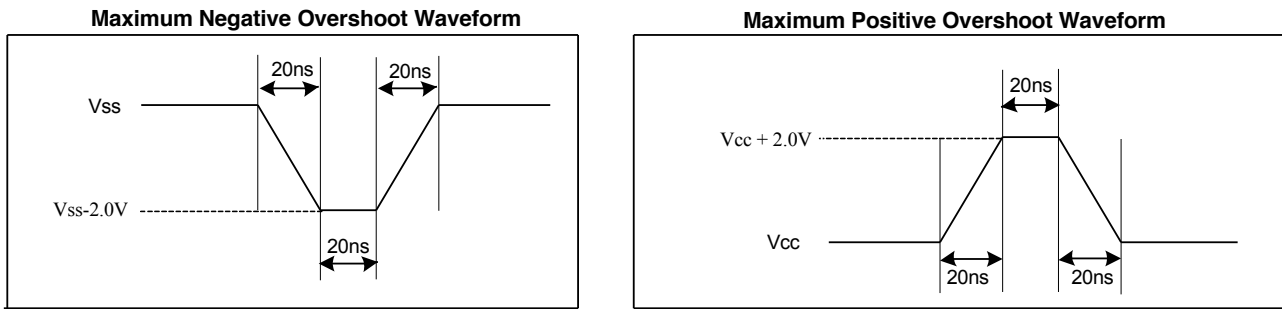 Maximum Negative Overshoot Waveform
20ns
20ns
Vss
Vss-2.0V
20ns
Maximum Positive Overshoot Waveform
20ns
Vcc + 2.0V
Vcc
20ns
20ns